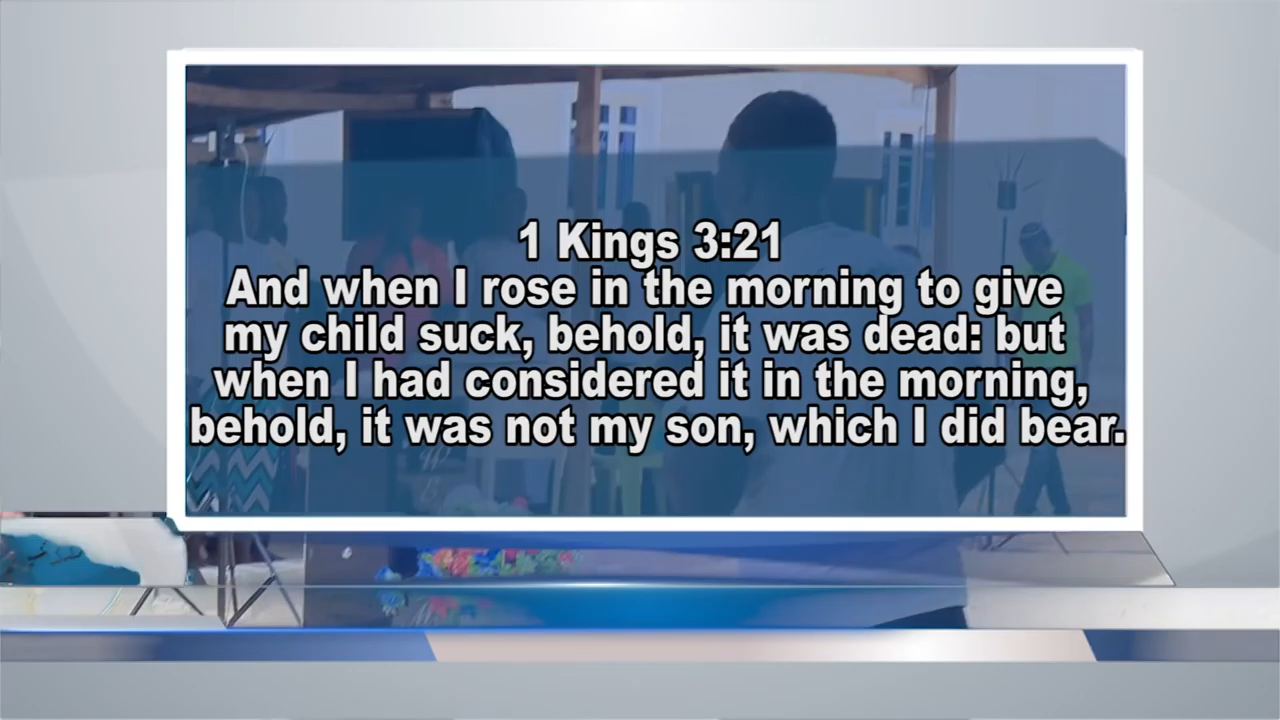 1 Kings 3:21
And when I rose in the morning to give
my child suck, behold, it was dead: but
when I had considered it in the morning,
behold, it was not my son, which I did bear.